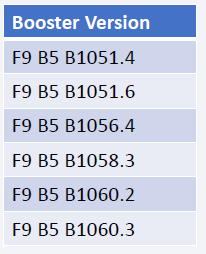 Booster Version
F9 B5 B1051.4
F9 B5 B1051.6
F9 B5 B1056.4
F9 B5 B1058.3
F9 B5 B1060.2
F9 B5 B1060.3